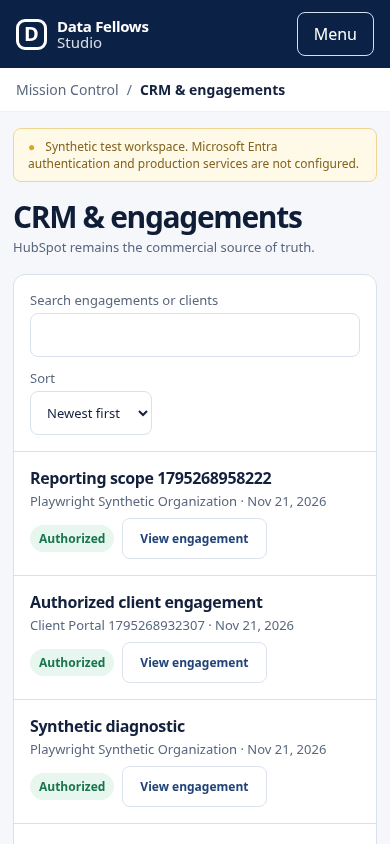 D
Data Fellows
Studio
Menu
Mission Control / CRM & engagements
● Synthetic test workspace. Microsoft Entra
authentication and production services are not configured.
CRM & engagements
HubSpot remains the commercial source of truth.
Search engagements or clients
Sort
Newest first
Reporting scope 1795268958222
Playwright Synthetic Organization · Nov 21, 2026
Authorized View engagement
Authorized client engagement
Client Portal 1795268932307 · Nov 21, 2026
Authorized View engagement
Synthetic diagnostic
Playwright Synthetic Organization · Nov 21, 2026
Authorized View engagement